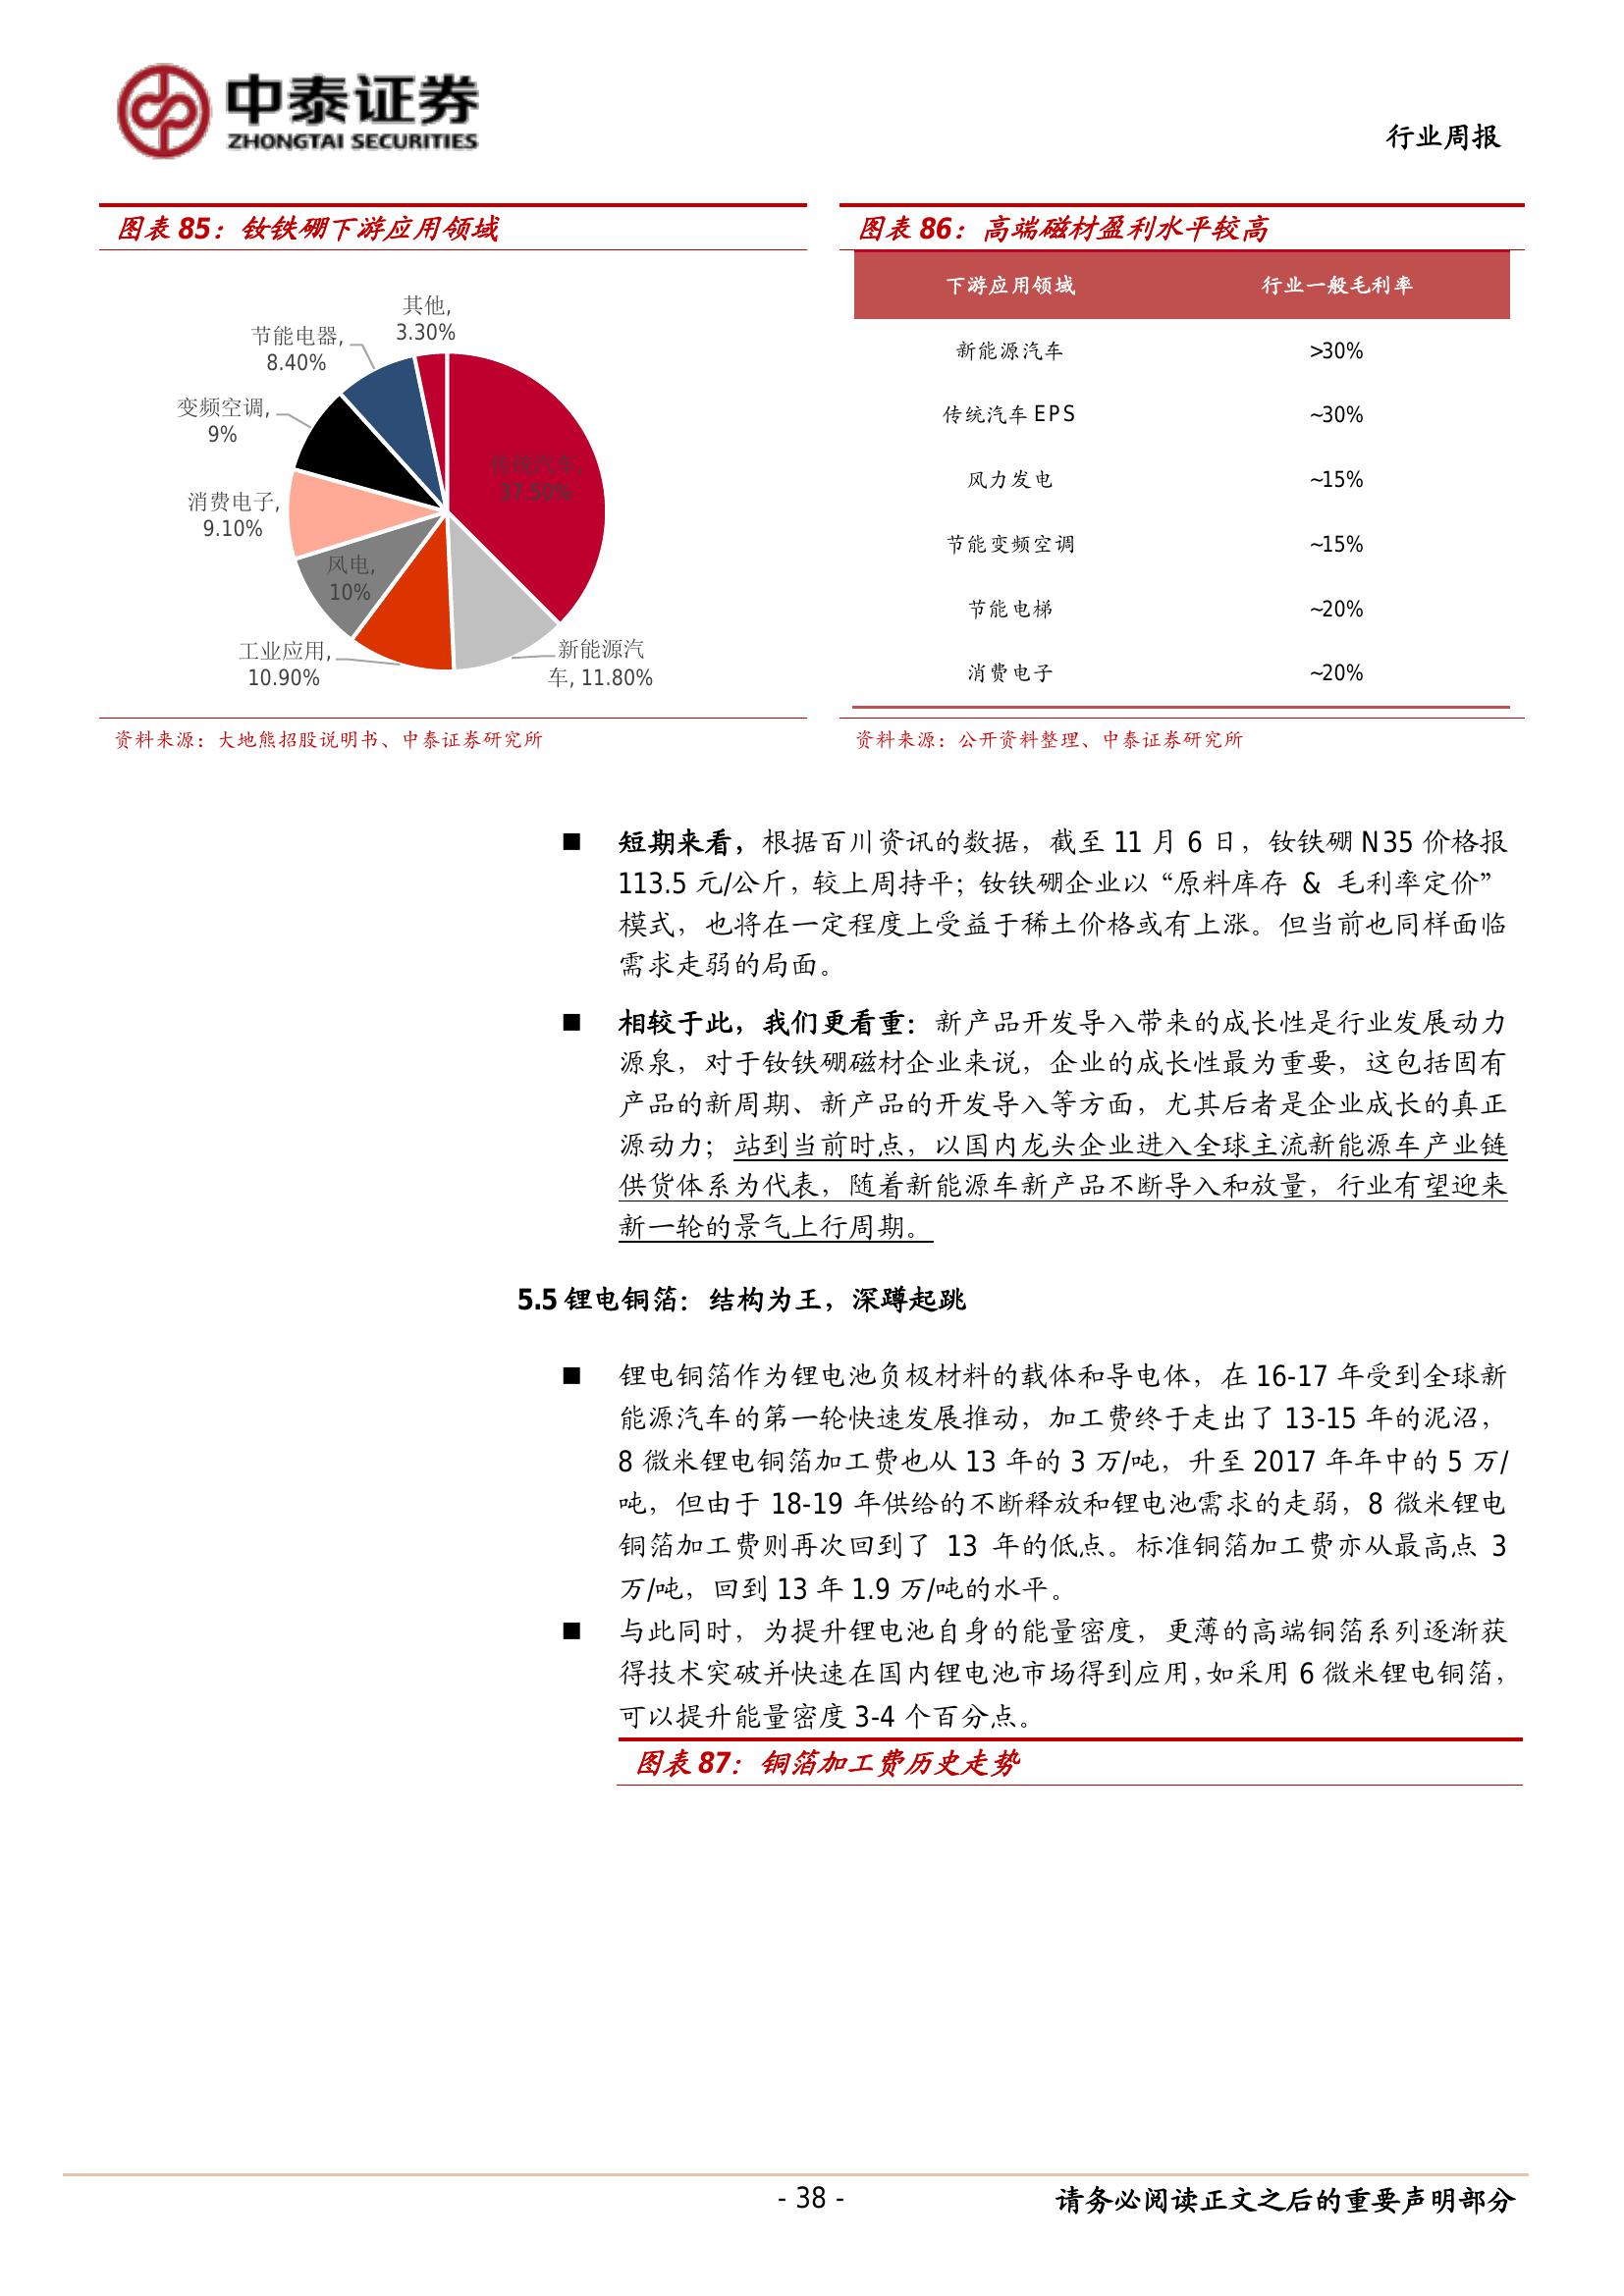 中泰证券
ZHONGTAI SECURITIES
行业周报
图表 85：钕铁硼下游应用领域
其他,
3.30%
节能电器,
8.40%
变频空调,
9%
消费电子,
9.10%
风电,
10%
工业应用,
10.90%
新能源汽
车, 11.80%
传统汽车,
37.50%
资料来源：大地熊招股说明书、中泰证券研究所
图表 86：高端磁材盈利水平较高
下游应用领域 行业一般毛利率
新能源汽车 >30%
传统汽车 EPS ~30%
风力发电 ~15%
节能变频空调 ~15%
节能电梯 ~20%
消费电子 ~20%
资料来源：公开资料整理、中泰证券研究所
■ 短期来看，根据百川资讯的数据，截至 11 月 6 日，钕铁硼 N35 价格报
113.5 元/公斤，较上周持平；钕铁硼企业以“原料库存 & 毛利率定价”
模式，也将在一定程度上受益于稀土价格或有上涨。但当前也同样面临
需求走弱的局面。
■ 相较于此，我们更看重：新产品开发导入带来的成长性是行业发展动力
源泉，对于钕铁硼磁材企业来说，企业的成长性最为重要，这包括固有
产品的新周期、新产品的开发导入等方面，尤其后者是企业成长的真正
源动力；站到当前时点，以国内龙头企业进入全球主流新能源车产业链
供货体系为代表，随着新能源车新产品不断导入和放量，行业有望迎来
新一轮的景气上行周期。
5.5 锂电铜箔：结构为王，深蹲起跳
■ 锂电铜箔作为锂电池负极材料的载体和导电体，在 16-17 年受到全球新
能源汽车的第一轮快速发展推动，加工费终于走出了 13-15 年的泥沼，
8 微米锂电铜箔加工费也从 13 年的 3 万/吨，升至 2017 年年中的 5 万/
吨，但由于 18-19 年供给的不断释放和锂电池需求的走弱，8 微米锂电
铜箔加工费则再次回到了 13 年的低点。标准铜箔加工费亦从最高点 3
万/吨，回到 13 年 1.9 万/吨的水平。
■ 与此同时，为提升锂电池自身的能量密度，更薄的高端铜箔系列逐渐获
得技术突破并快速在国内锂电池市场得到应用，如采用 6 微米锂电铜箔，
可以提升能量密度 3-4 个百分点。
图表 87：铜箔加工费历史走势
- 38 -
请务必阅读正文之后的重要声明部分